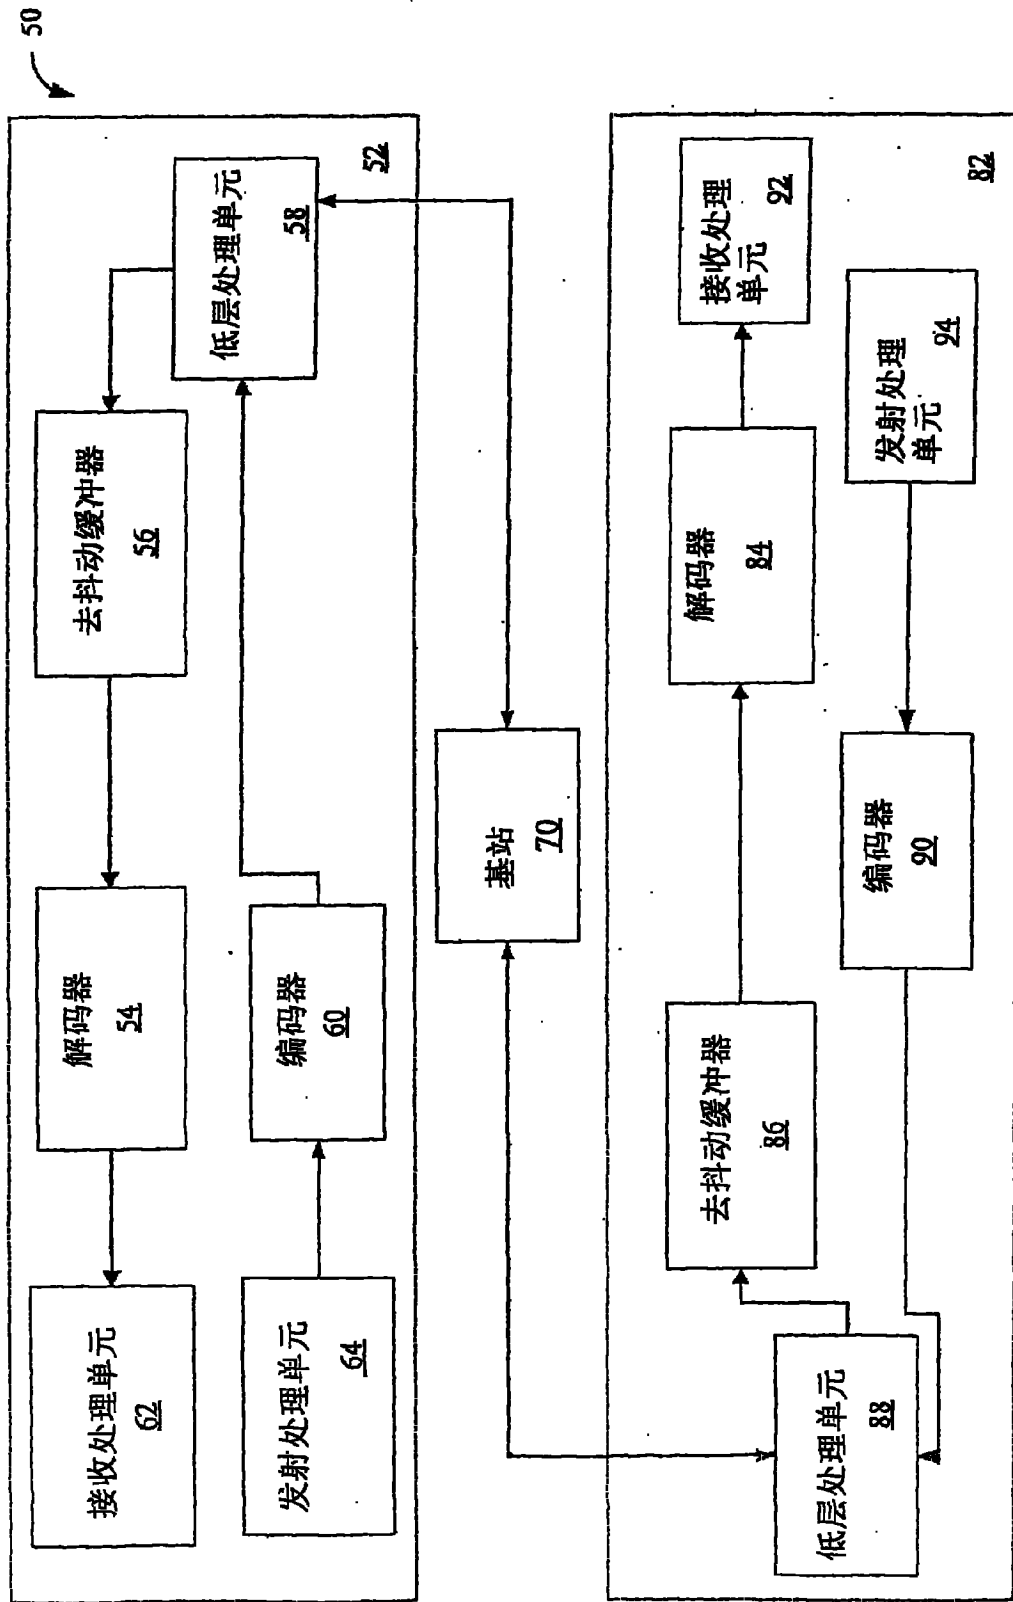 50
接收处理单元
62
解码器
54
去抖动缓冲器
56
低层处理单元
58
52
发射处理单元
64
编码器
60
基站
70
低层处理单元
88
去抖动缓冲器
86
解码器
84
接收处理
单元
92
编码器
90
发射处理
单元
94
82